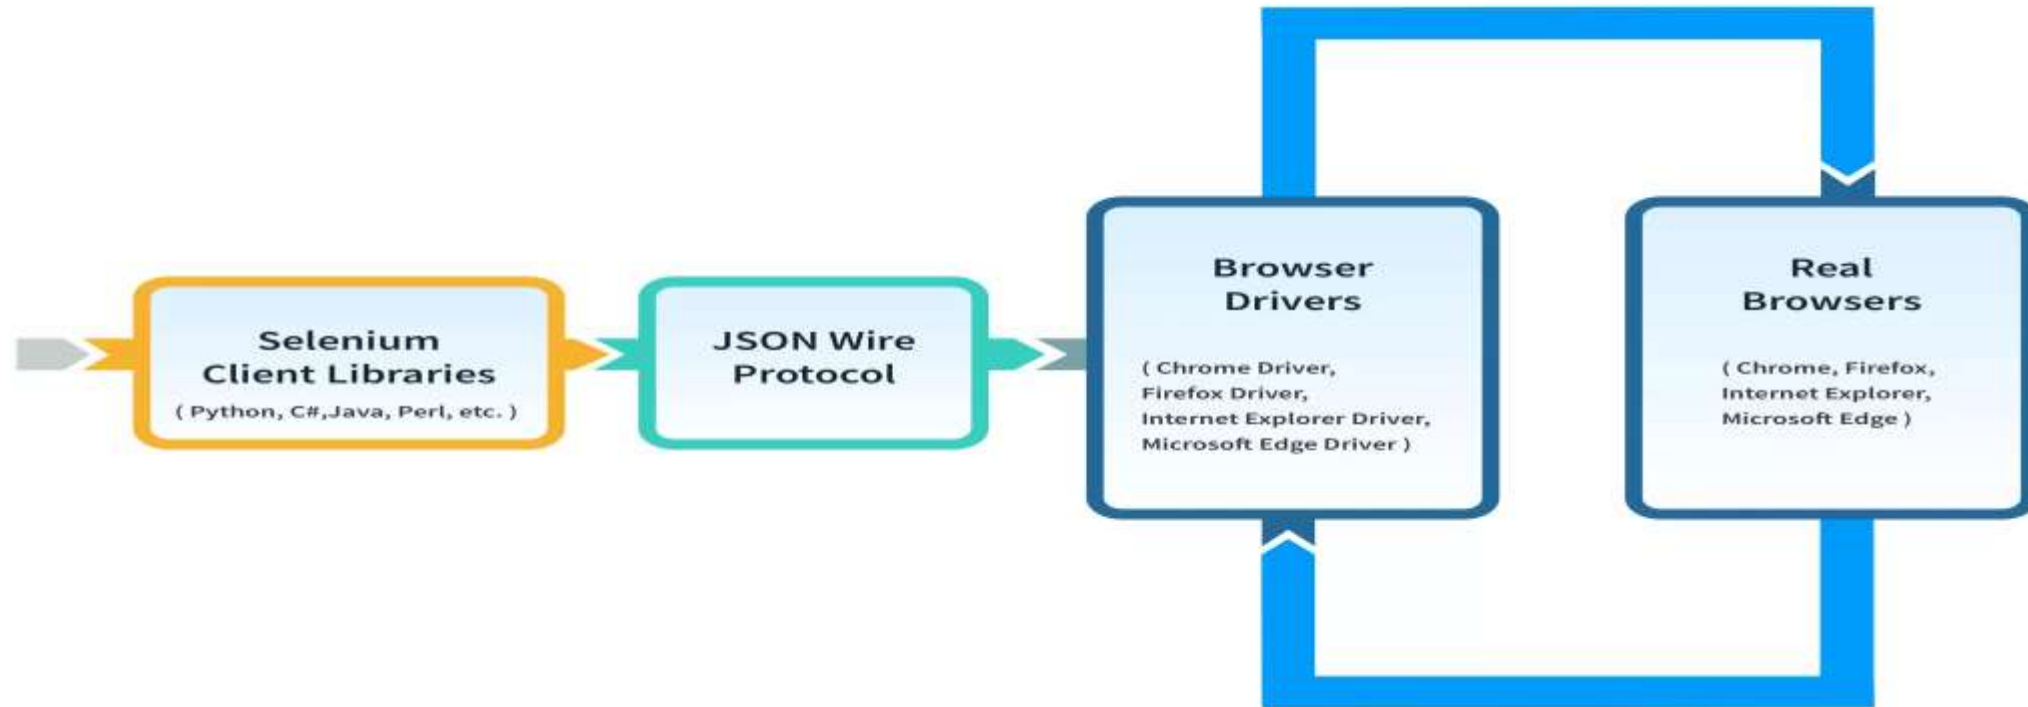 Selenium
Client Libraries
( Python, C#,Java, Perl, etc. )
JSON Wire
Protocol
Browser
Drivers
( Chrome Driver,
Firefox Driver,
Internet Explorer Driver,
Microsoft Edge Driver )
Real
Browsers
( Chrome, Firefox,
Internet Explorer,
Microsoft Edge )